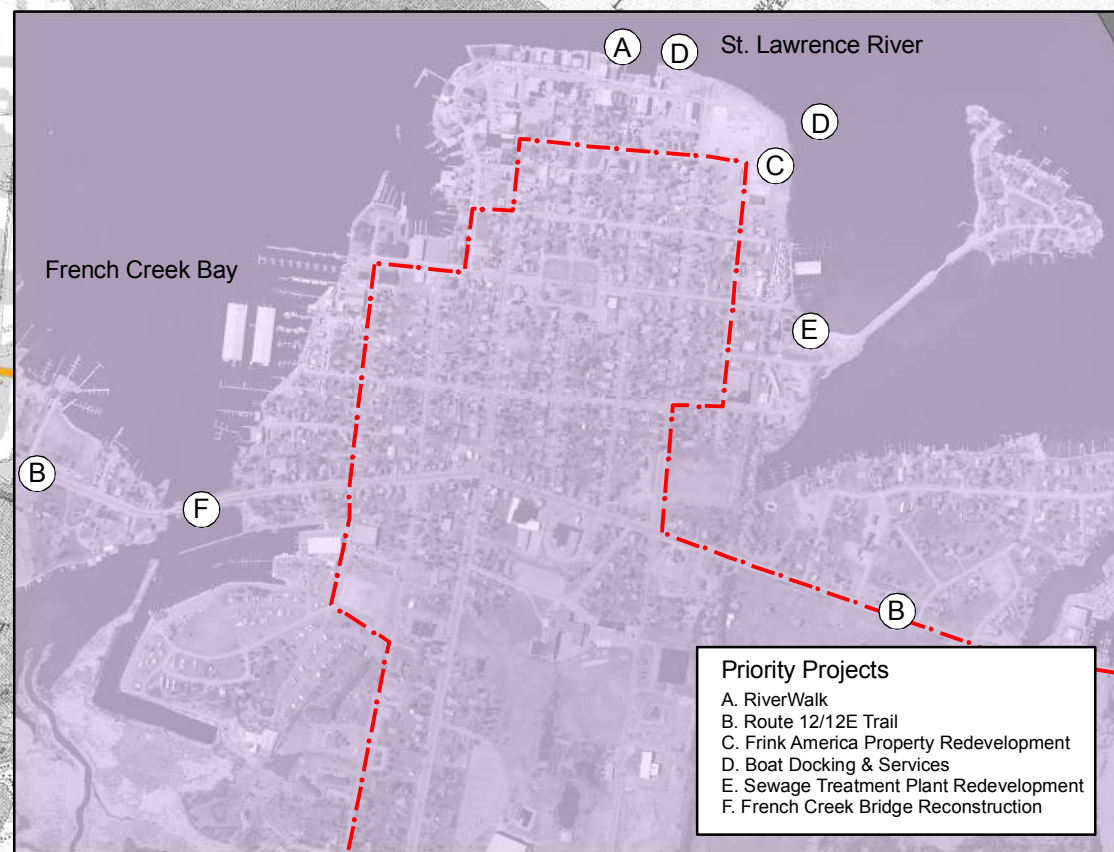 A
D
St. Lawrence River
D
C
French Creek Bay
E
B
F
B
Priority Projects
A. RiverWalk
B. Route 12/12E Trail
C. Frink America Property Redevelopment
D. Boat Docking & Services
E. Sewage Treatment Plant Redevelopment
F. French Creek Bridge Reconstruction